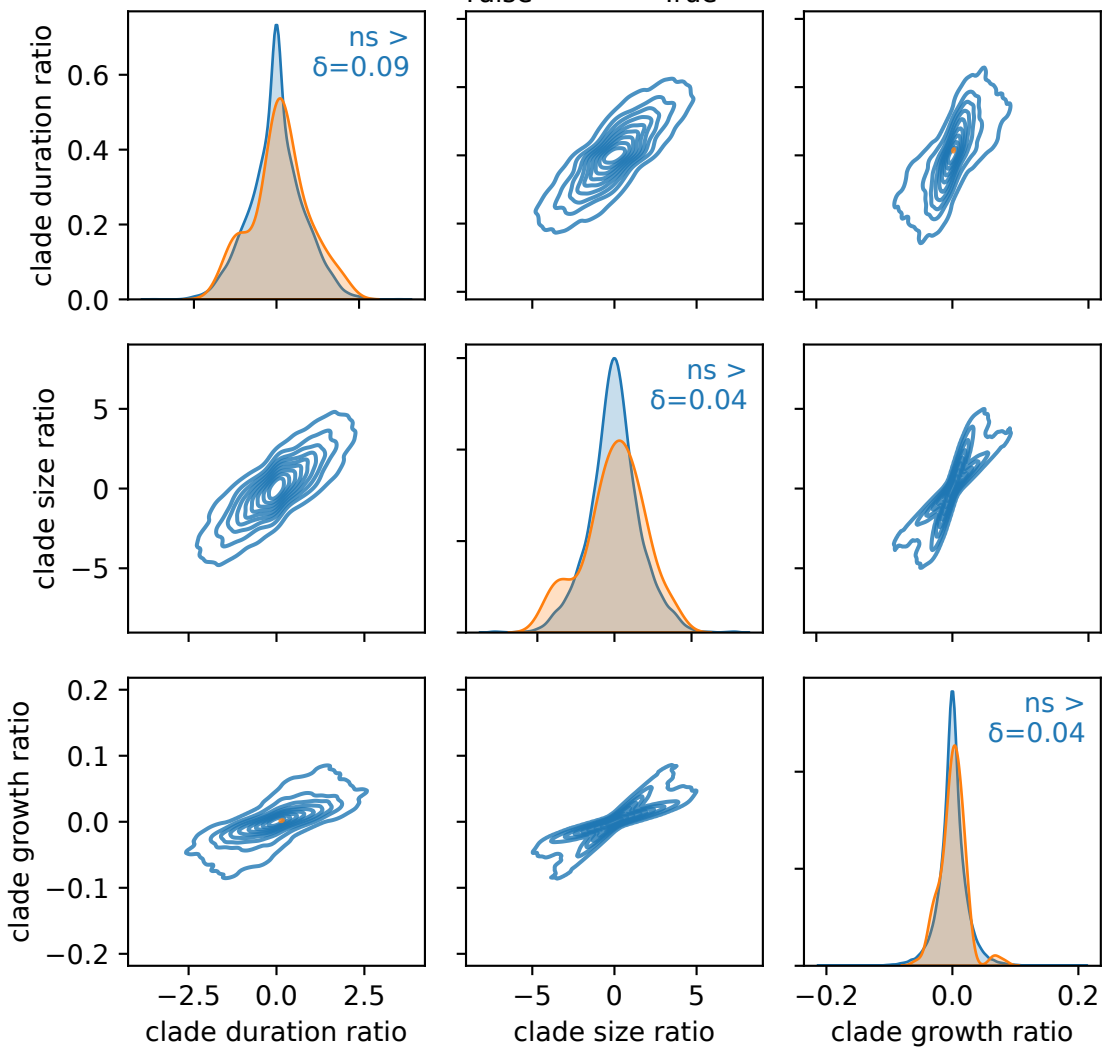 False True
clade duration ratio
0.6
0.4
0.2
0.0
ns >
δ=0.09
clade size ratio
5
0
−5
ns >
δ=0.04
clade growth ratio
0.2
0.1
0.0
−0.1
−0.2
ns >
δ=0.04
−2.5 0.0 2.5
−5 0 5
−0.2 0.0 0.2
clade duration ratio
clade size ratio
clade growth ratio